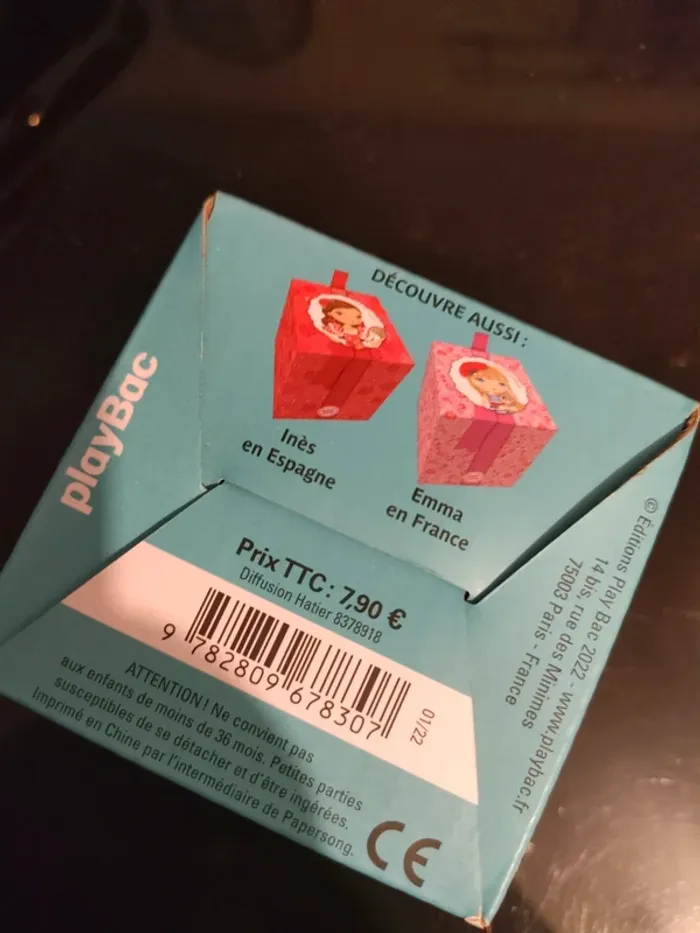 DÉCOUVRE AUSSI :
Inès
en Espagne
Emma
en France
playBac
Prix TTC : 7,90 €
Diffusion Hatier 8378918
9 782809 678307
01/22
ATTENTION ! Ne convient pas
aux enfants de moins de 36 mois. Petites parties
susceptibles de se détacher et d'être ingérées.
Imprimé en Chine par l'intermédiaire de Papersong.
CE
© Éditions Play Bac 2022 - www.playbac.fr
14 bis, rue des Minimes
75003 Paris - France